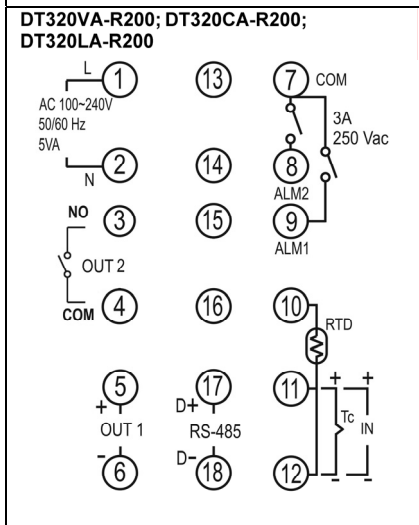 DT320VA-R200; DT320CA-R200;
DT320LA-R200
L 1 13 7 COM
AC 100~240V
50/60 Hz
5VA
3A
250 Vac
N 2 14 8
ALM2
NO 3 15 9
ALM1
OUT 2
COM 4 16 10
RTD
5 17 11 + +
+ D+
OUT 1 RS-485 Tc IN
- D-
6 18 12 - -